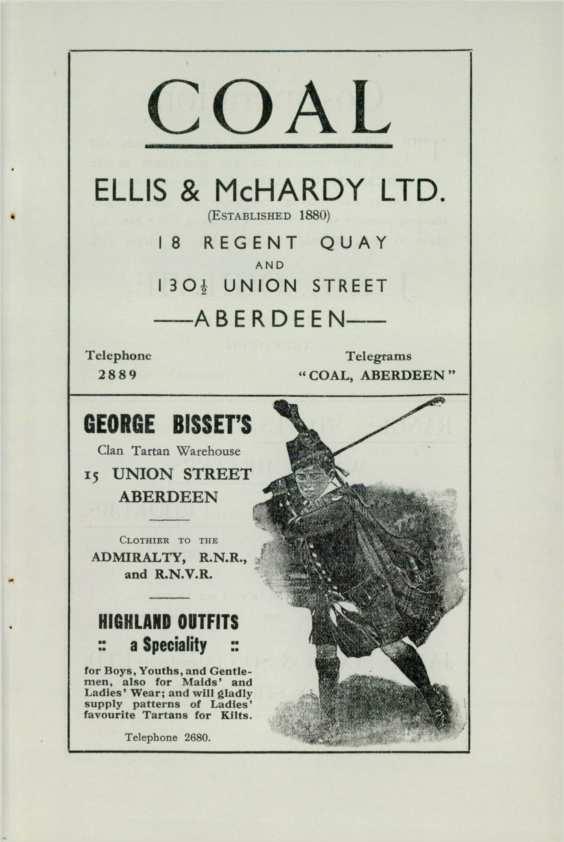 COAL
ELLIS & McHARDY LTD.
(ESTABLISHED 1880)
18 REGENT QUAY
AND
130½ UNION STREET
—ABERDEEN—
Telephone
2889
Telegrams
"COAL, ABERDEEN"
GEORGE BISSET'S
Clan Tartan Warehouse
15 UNION STREET
ABERDEEN
CLOTHIER TO THE
ADMIRALTY, R.N.R.,
and R.N.V.R.
HIGHLAND OUTFITS
:: a Speciality ::
for Boys, Youths, and Gentle-
men, also for Maids' and
Ladies' Wear; and will gladly
supply patterns of Ladies'
favourite Tartans for Kilts.
Telephone 2680.